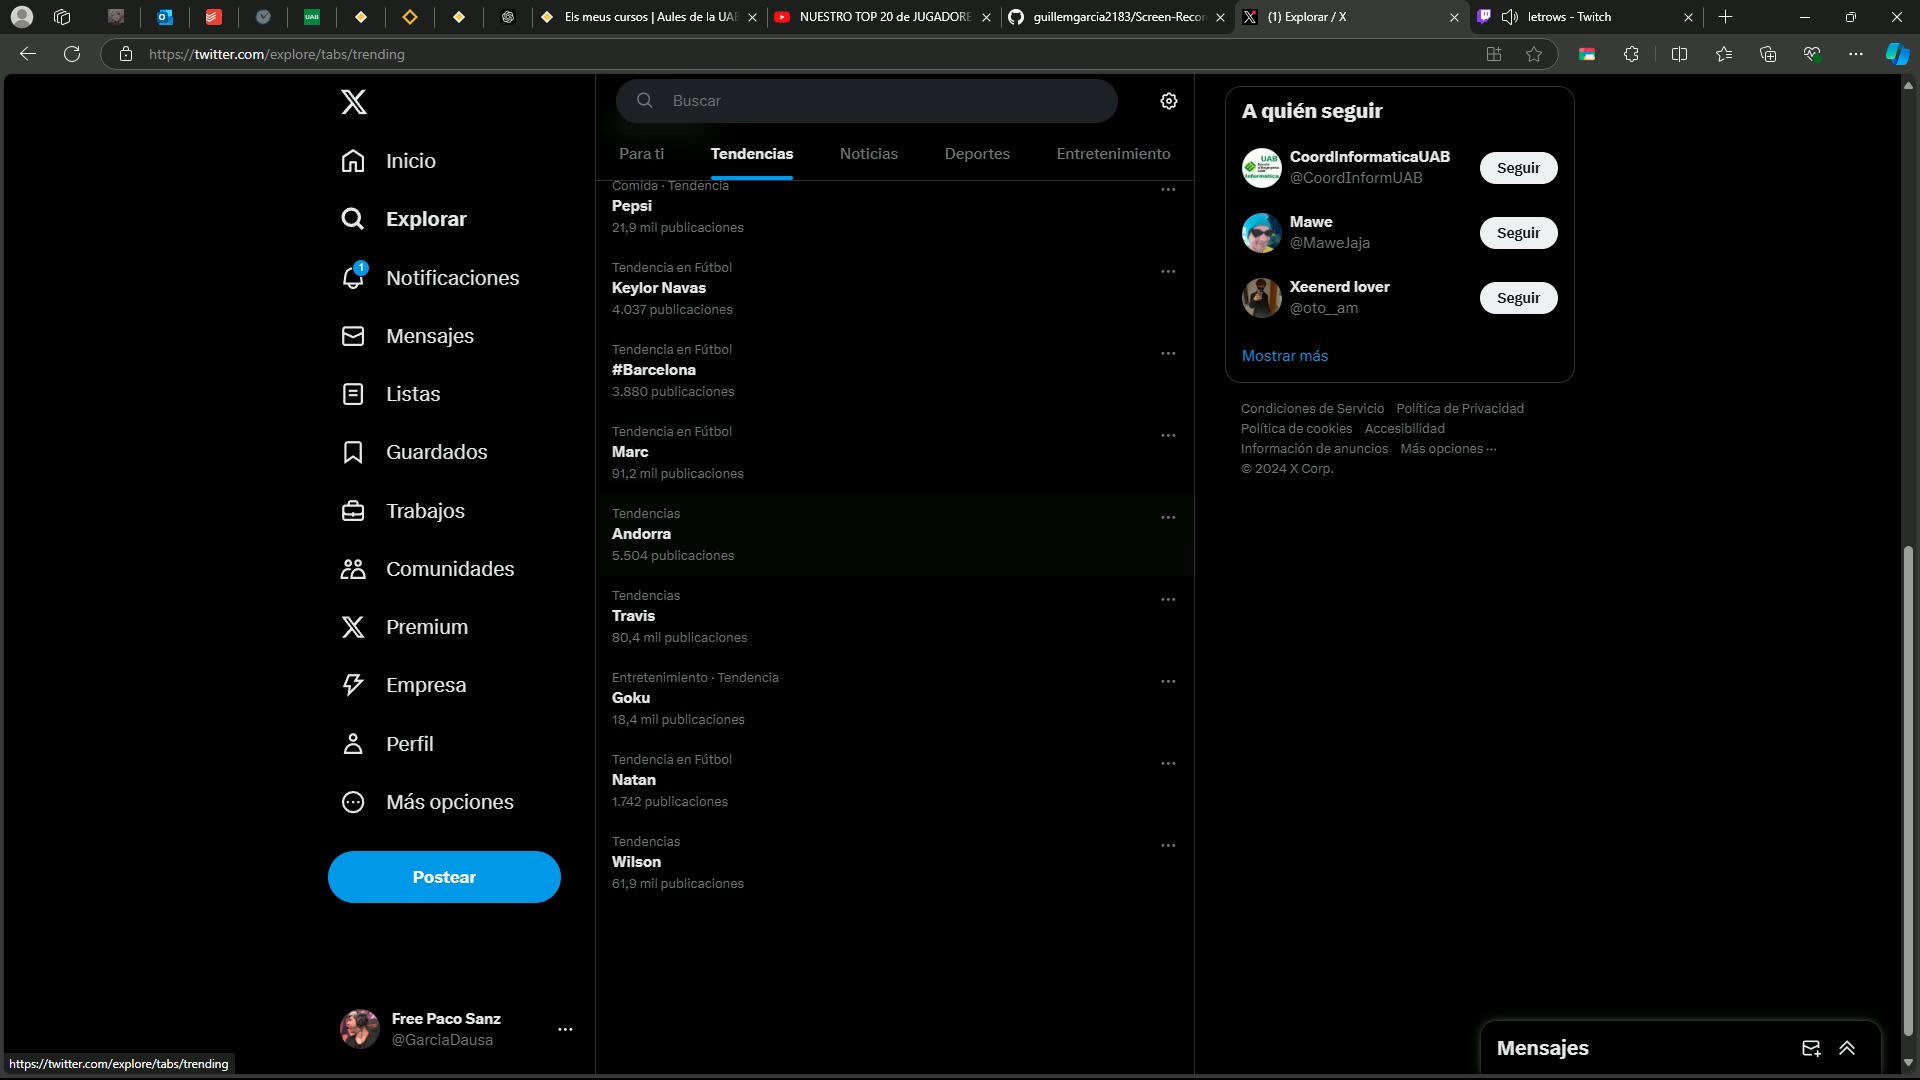 Els meus cursos | Aules de la UAB
NUESTRO TOP 20 de JUGADORE
guillemgarcia2183/Screen-Recor
(1) Explorar / X
letrows - Twitch
https://twitter.com/explore/tabs/trending
Inicio
Explorar
1
Notificaciones
Mensajes
Listas
Guardados
Trabajos
Comunidades
Premium
Empresa
Perfil
Más opciones
Postear
Free Paco Sanz
@GarciaDausa
https://twitter.com/explore/tabs/trending
Buscar
Para ti
Tendencias
Noticias
Deportes
Entretenimiento
Comida · Tendencia
Pepsi
21,9 mil publicaciones
Tendencia en Fútbol
Keylor Navas
4.037 publicaciones
Tendencia en Fútbol
#Barcelona
3.880 publicaciones
Tendencia en Fútbol
Marc
91,2 mil publicaciones
Tendencias
Andorra
5.504 publicaciones
Tendencias
Travis
80,4 mil publicaciones
Entretenimiento · Tendencia
Goku
18,4 mil publicaciones
Tendencia en Fútbol
Natan
1.742 publicaciones
Tendencias
Wilson
61,9 mil publicaciones
A quién seguir
CoordInformaticaUAB
@CoordInformUAB
Seguir
Mawe
@MaweJaja
Seguir
Xeenerd lover
@oto__am
Seguir
Mostrar más
Condiciones de Servicio Política de Privacidad
Política de cookies Accesibilidad
Información de anuncios Más opciones ···
© 2024 X Corp.
Mensajes